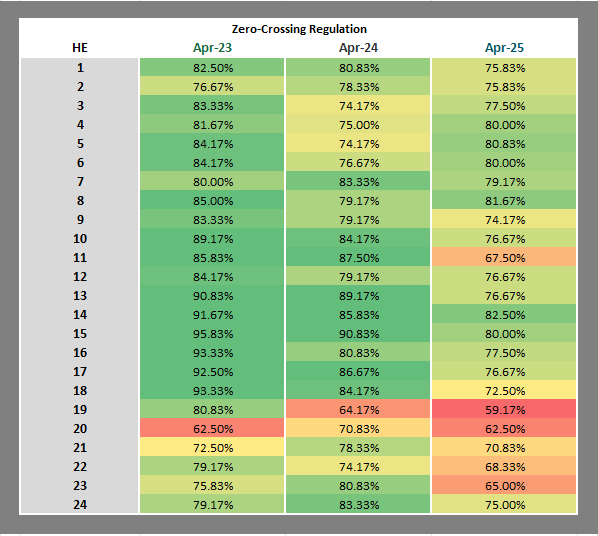 Zero-Crossing Regulation
HE Apr-23 Apr-24 Apr-25
1 82.50% 80.83% 75.83%
2 76.67% 78.33% 75.83%
3 83.33% 74.17% 77.50%
4 81.67% 75.00% 80.00%
5 84.17% 74.17% 80.83%
6 84.17% 76.67% 80.00%
7 80.00% 83.33% 79.17%
8 85.00% 79.17% 81.67%
9 83.33% 79.17% 74.17%
10 89.17% 84.17% 76.67%
11 85.83% 87.50% 67.50%
12 84.17% 79.17% 76.67%
13 90.83% 89.17% 76.67%
14 91.67% 85.83% 82.50%
15 95.83% 90.83% 80.00%
16 93.33% 80.83% 77.50%
17 92.50% 86.67% 76.67%
18 93.33% 84.17% 72.50%
19 80.83% 64.17% 59.17%
20 62.50% 70.83% 62.50%
21 72.50% 78.33% 70.83%
22 79.17% 74.17% 68.33%
23 75.83% 80.83% 65.00%
24 79.17% 83.33% 75.00%